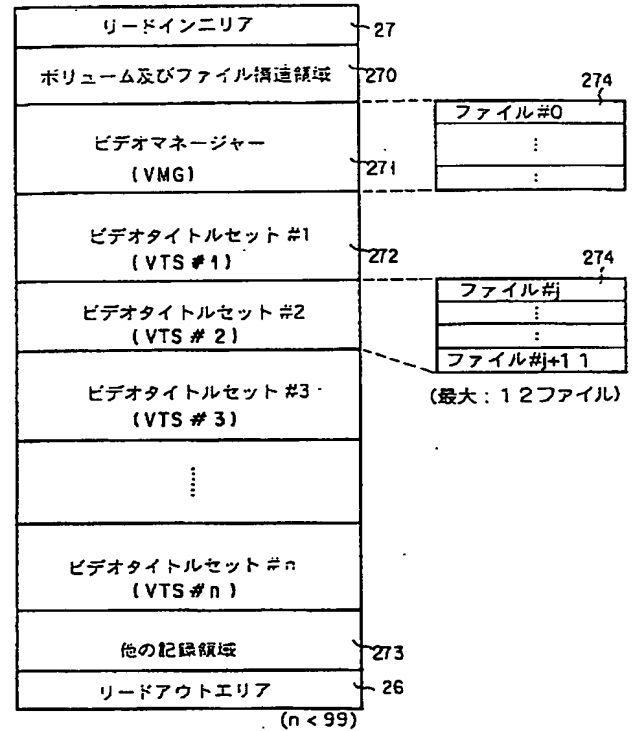 リードインエリア
27
ボリューム及びファイル構造領域
270
ビデオマネージャー
(VMG)
271
274
ファイル#0
⋮
⋮
ビデオタイトルセット #1
(VTS #1)
272
ビデオタイトルセット #2
(VTS # 2)
274
ファイル#j
⋮
⋮
ファイル#j+11
(最大：12ファイル)
ビデオタイトルセット #3
(VTS # 3)
⋮
ビデオタイトルセット #n
(VTS #n)
他の記録領域
273
リードアウトエリア
26
(n < 99)